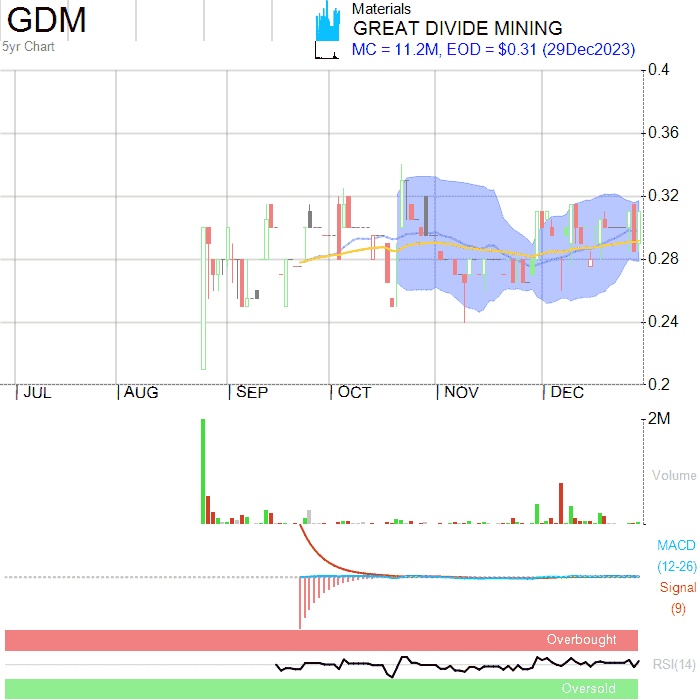 GDM
5yr Chart
Materials
GREAT DIVIDE MINING
MC = 11.2M, EOD = $0.31 (29Dec2023)
0.4
0.36
0.32
0.28
0.24
0.2
JUL AUG SEP OCT NOV DEC
2M
Volume
MACD
(12-26)
Signal
(9)
Overbought
RSI(14)
Oversold